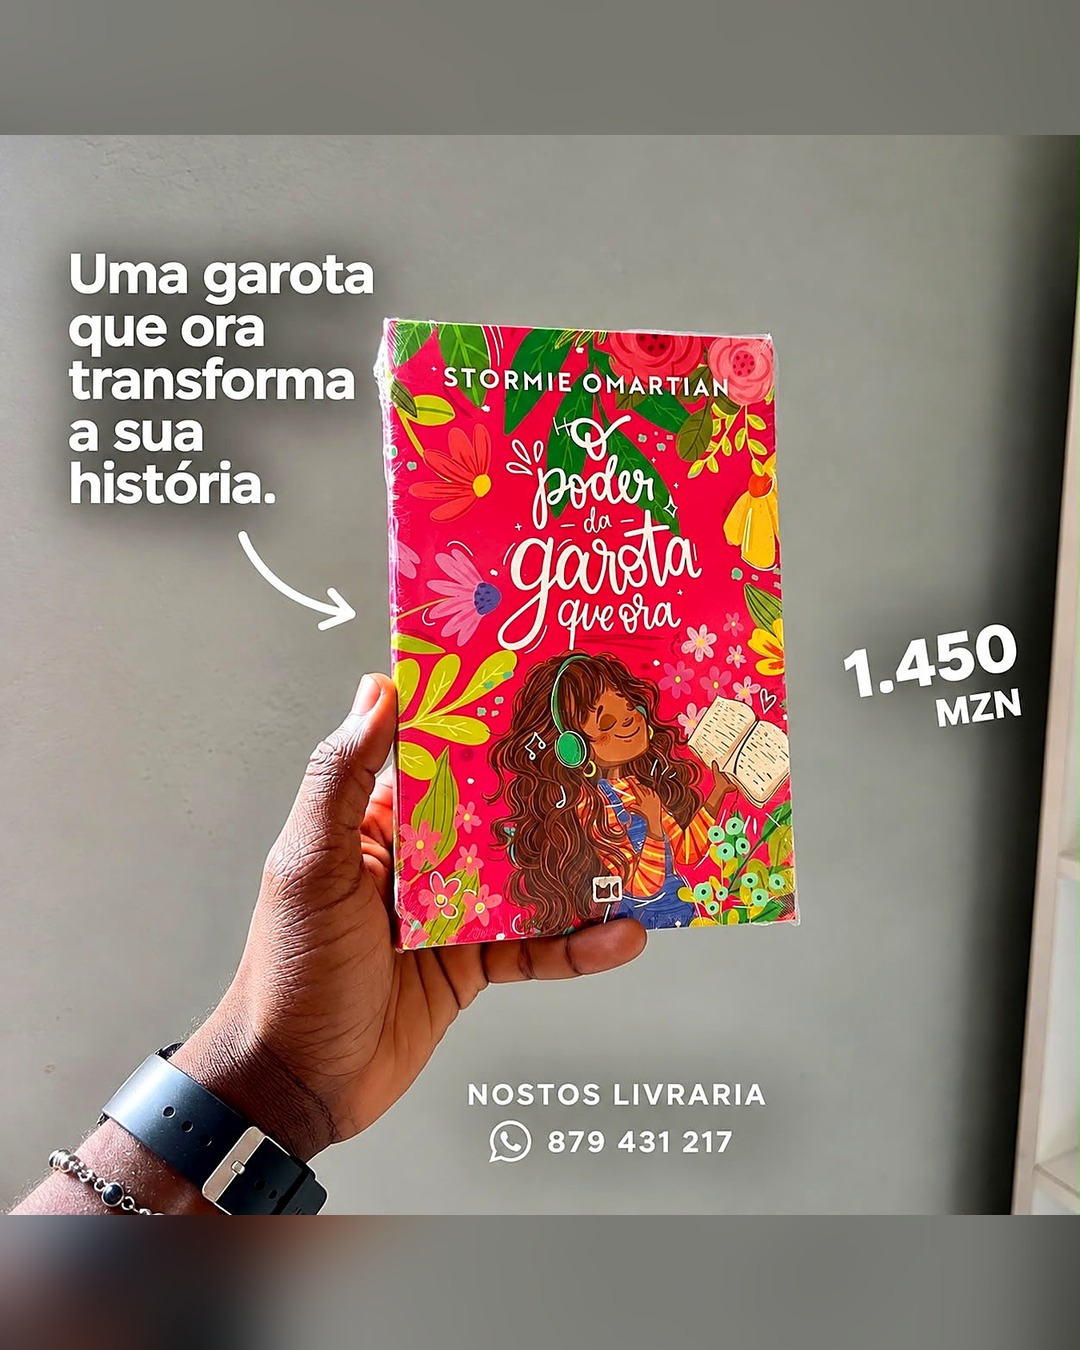 Uma garota
que ora
transforma
a sua
história.
STORMIE OMARTIAN
O
poder
da
garota
que ora
1.450
MZN
NOSTOS LIVRARIA
879 431 217